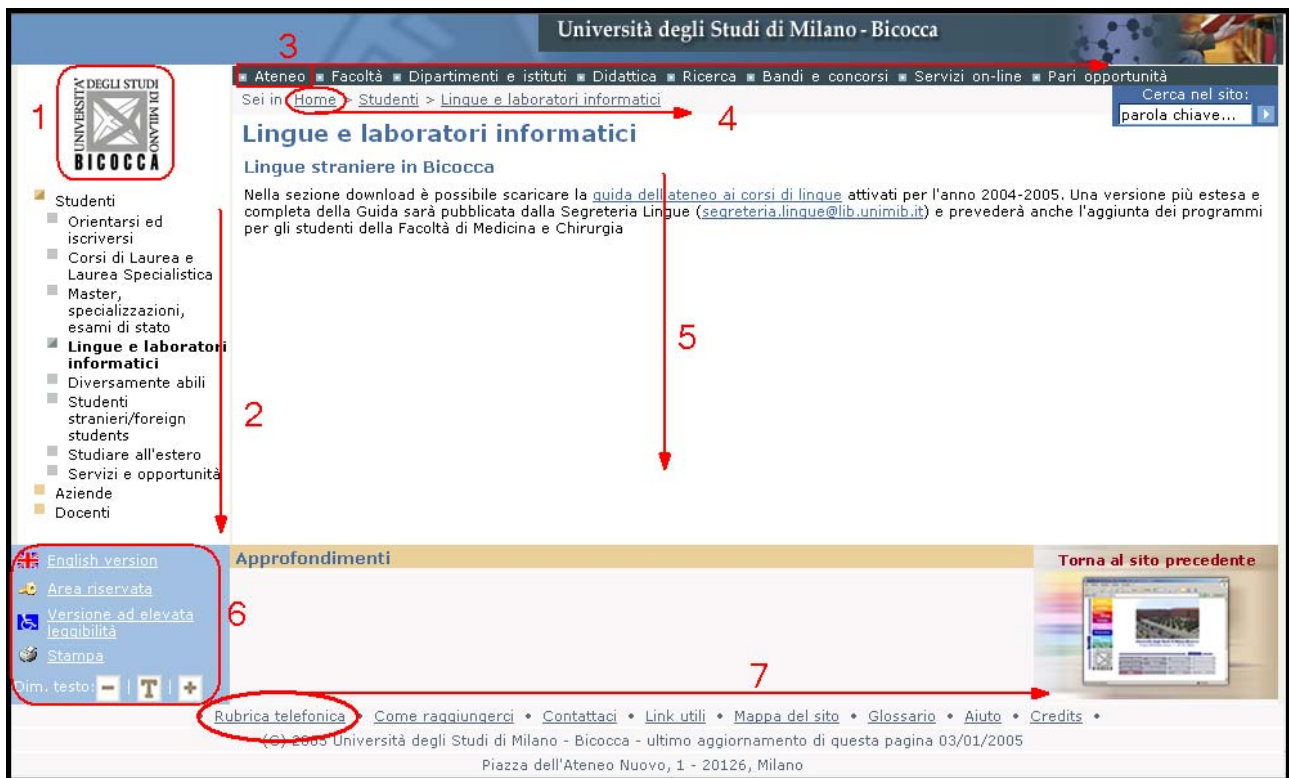 Università degli Studi di Milano - Bicocca
3
1
UNIVERSITÀ DEGLI STUDI DI MILANO
BICOCCA
Ateneo Facoltà Dipartimenti e istituti Didattica Ricerca Bandi e concorsi Servizi on-line Pari opportunità
Sei in: Home > Studenti > Lingue e laboratori informatici
4
Cerca nel sito:
parola chiave...
Lingue e laboratori informatici
Lingue straniere in Bicocca
Nella sezione download è possibile scaricare la guida dell'ateneo ai corsi di lingue attivati per l'anno 2004-2005. Una versione più estesa e
completa della Guida sarà pubblicata dalla Segreteria Lingue (segreteria.lingue@lib.unimib.it) e prevederà anche l'aggiunta dei programmi
per gli studenti della Facoltà di Medicina e Chirurgia
5
Studenti
Orientarsi ed
iscriversi
Corsi di Laurea e
Laurea Specialistica
Master,
specializzazioni,
esami di stato
Lingue e laboratori
informatici
Diversamente abili
Studenti
stranieri/foreign
students
Studiare all'estero
Servizi e opportunità
Aziende
Docenti
2
English version
Area riservata
Versione ad elevata
leggibilità
Stampa
Dim. testo: - | T | +
6
Approfondimenti
Torna al sito precedente
7
Rubrica telefonica • Come raggiungerci • Contattaci • Link utili • Mappa del sito • Glossario • Aiuto • Credits •
(C) 2005 Università degli Studi di Milano - Bicocca - ultimo aggiornamento di questa pagina 03/01/2005
Piazza dell'Ateneo Nuovo, 1 - 20126, Milano